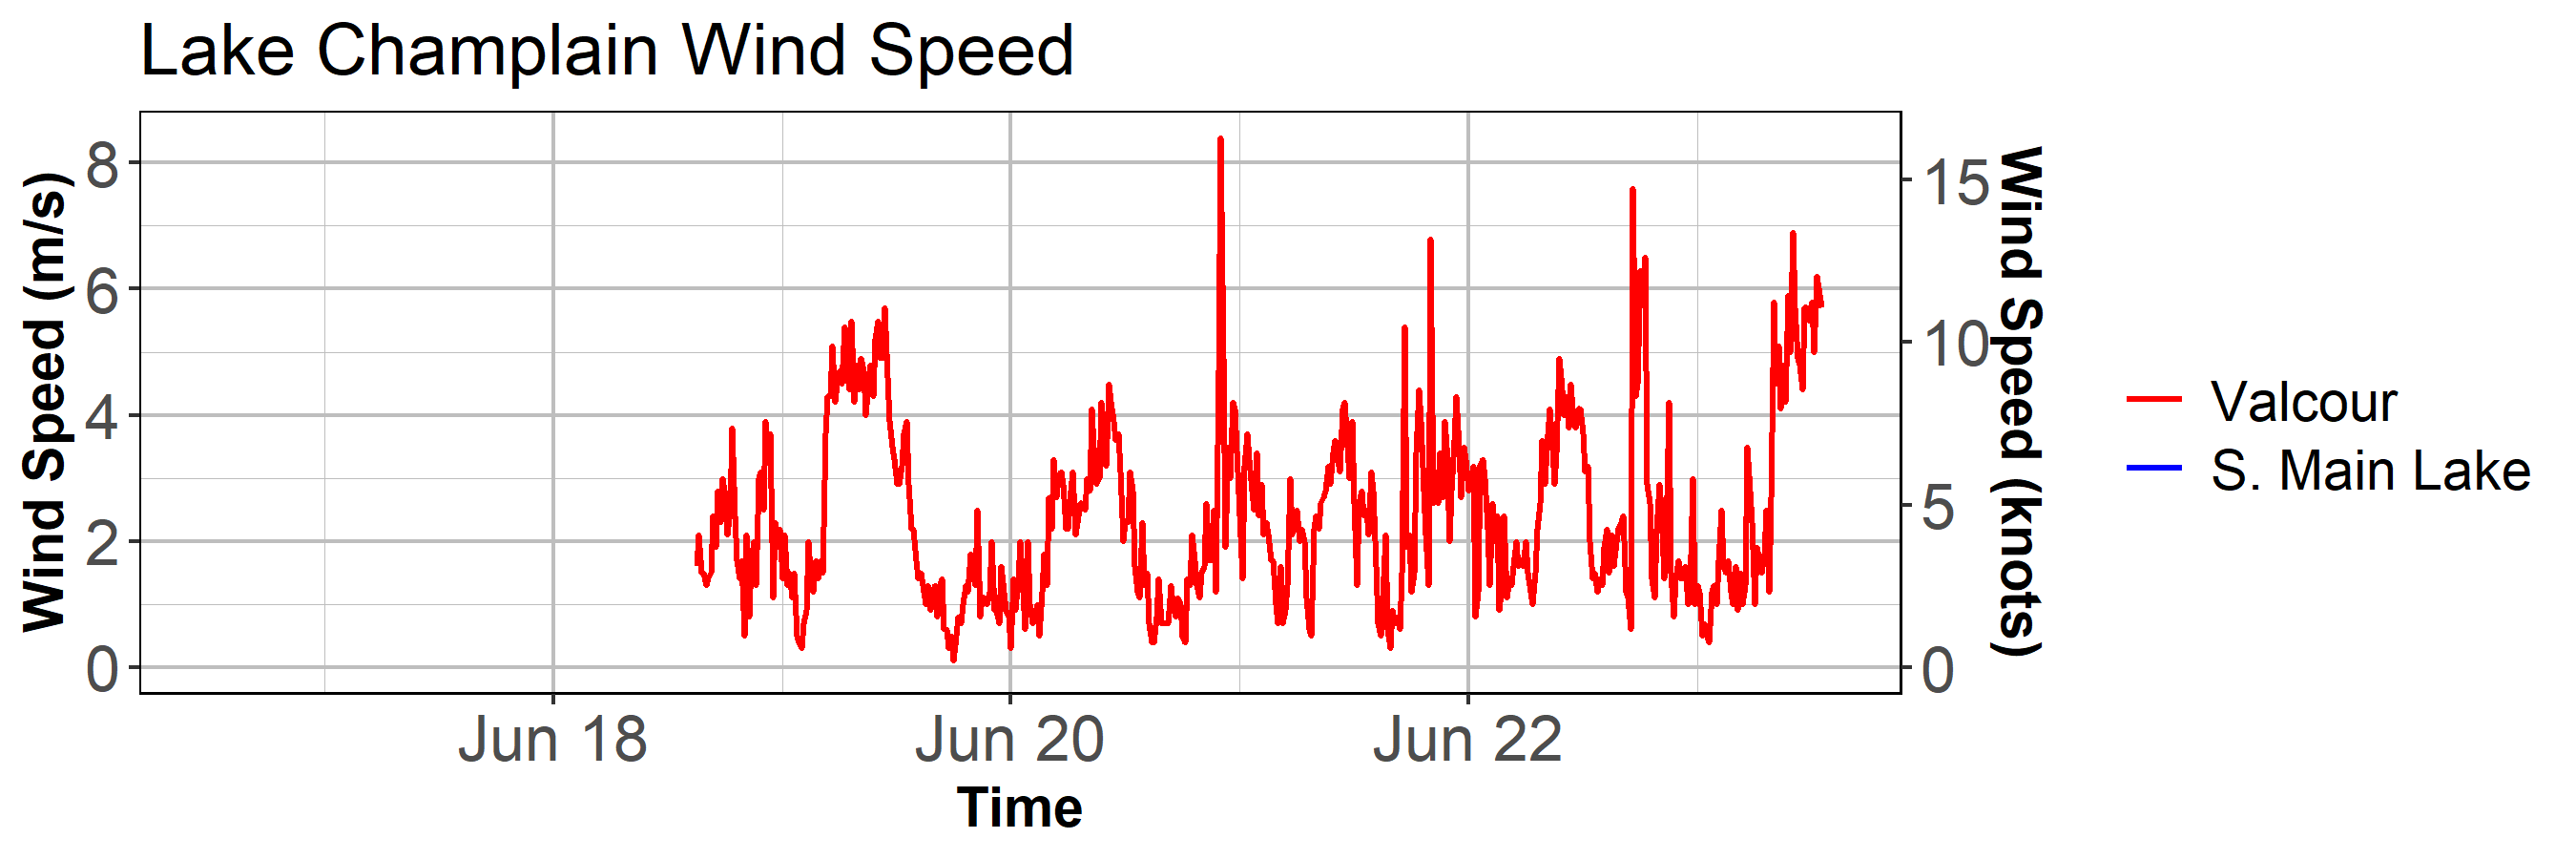 Lake Champlain Wind Speed
Wind Speed (m/s)
8
6
4
2
0
15
10
5
0
Wind Speed (knots)
Jun 18
Jun 20
Jun 22
Time
Valcour
S. Main Lake